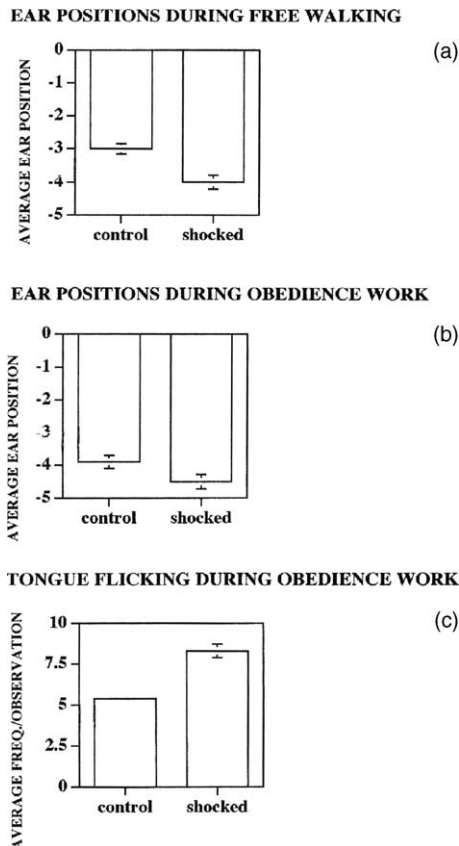 EAR POSITIONS DURING FREE WALKING
(a)
AVERAGE EAR POSITION
0
-1
-2
-3
-4
-5
control shocked
EAR POSITIONS DURING OBEDIENCE WORK
(b)
AVERAGE EAR POSITION
0
-1
-2
-3
-4
-5
control shocked
TONGUE FLICKING DURING OBEDIENCE WORK
(c)
AVERAGE FREQ./OBSERVATION
10
7.5
5
2.5
0
control shocked